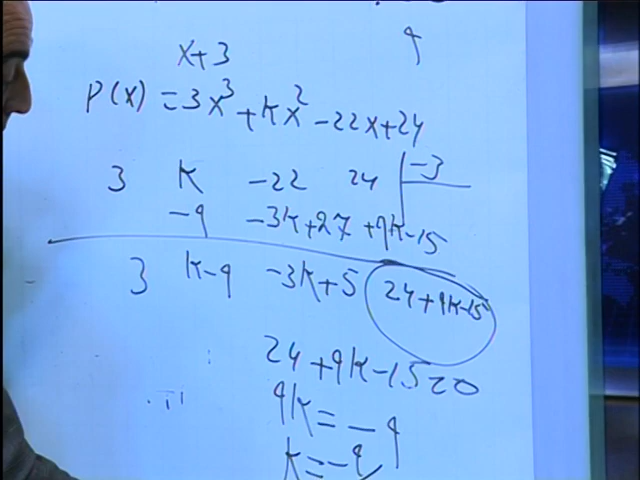 x+3
9
P(x) = 3x³ + kx² - 22x + 24
3 k -22 24 | -3
-9 -3k+27 +9k-15
3 k-9 -3k+5 24+9k-15
24+9k-15=0
9k=-9